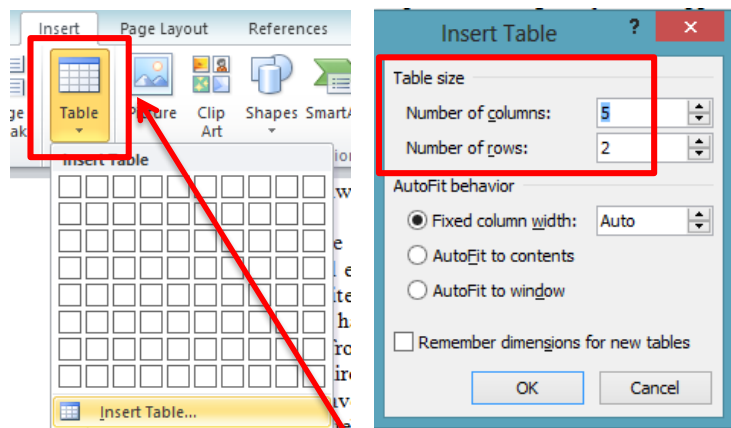 Insert Page Layout References
Table Picture Clip Art Shapes SmartA
Insert Table
Insert Table...
Insert Table ?
Table size
Number of columns: 5
Number of rows: 2
AutoFit behavior
Fixed column width: Auto
AutoFit to contents
AutoFit to window
Remember dimensions for new tables
OK Cancel